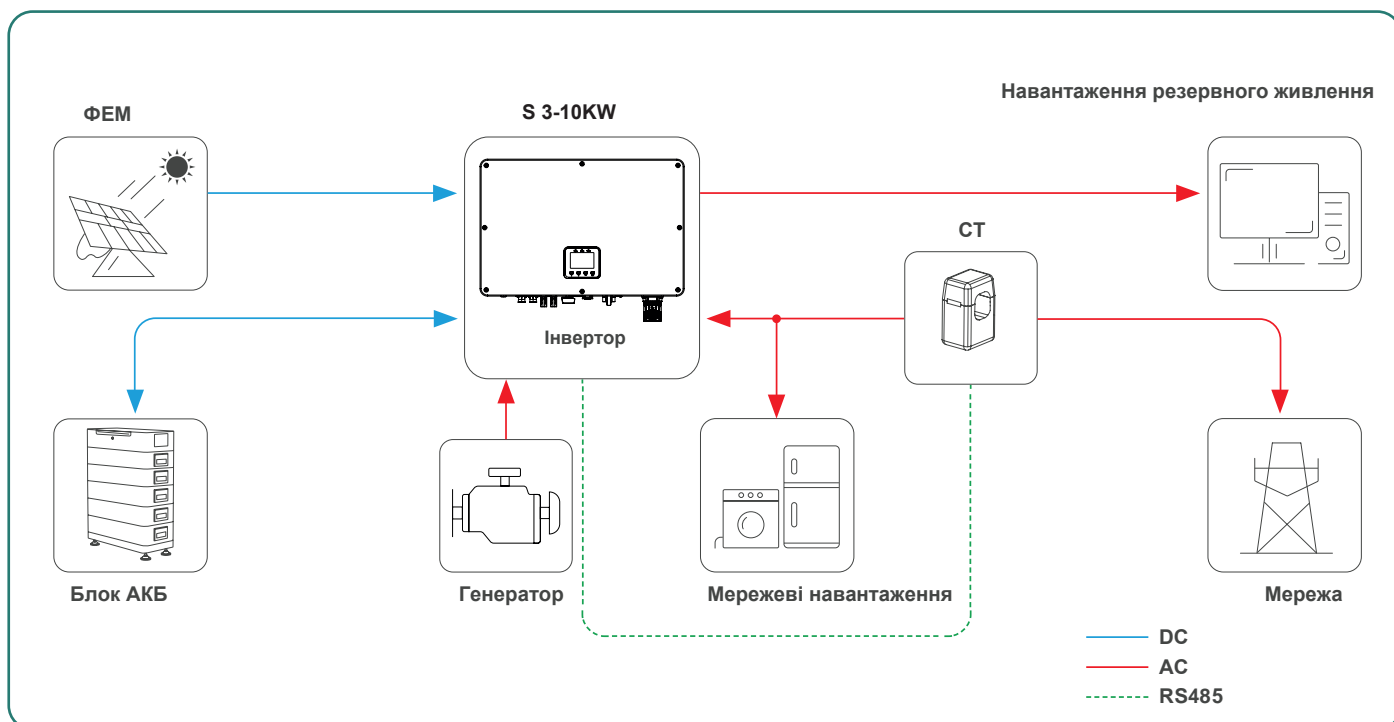 Навантаження резервного живлення
ФЕМ
S 3-10KW
CT
Інвертор
Блок АКБ
Генератор
Мережеві навантаження
Мережа
DC
AC
RS485